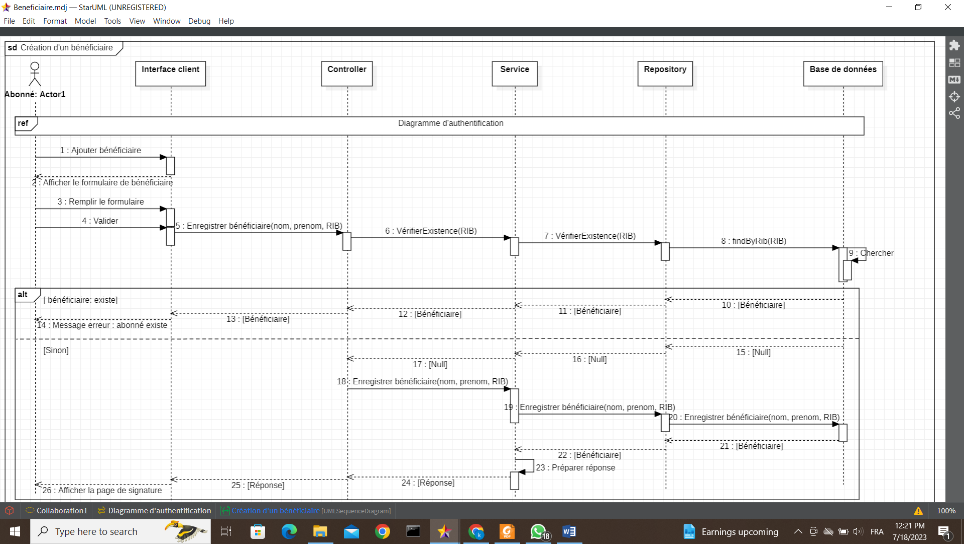 Beneficiaire.mdj — StarUML (UNREGISTERED)
File Edit Format Model Tools View Window Debug Help
sd Création d'un bénéficiaire
Abonné: Actor1
Interface client
Controller
Service
Repository
Base de données
ref
Diagramme d'authentification
1 : Ajouter bénéficiaire
2 : Afficher le formulaire de bénéficiaire
3 : Remplir le formulaire
4 : Valider
5 : Enregistrer bénéficiaire(nom, prenom, RIB)
6 : VérifierExistence(RIB)
7 : VérifierExistence(RIB)
8 : findByRib(RIB)
9 : Chercher
alt
[ bénéficiaire: existe]
10 : [Bénéficiaire]
11 : [Bénéficiaire]
12 : [Bénéficiaire]
13 : [Bénéficiaire]
14 : Message erreur : abonné existe
[Sinon]
15 : [Null]
16 : [Null]
17 : [Null]
18 : Enregistrer bénéficiaire(nom, prenom, RIB)
19 : Enregistrer bénéficiaire(nom, prenom, RIB)
20 : Enregistrer bénéficiaire(nom, prenom, RIB)
21 : [Bénéficiaire]
22 : [Bénéficiaire]
23 : Préparer réponse
24 : [Réponse]
25 : [Réponse]
26 : Afficher la page de signature
Collaboration1 Diagramme d'authentification Création d'un bénéficiaire [UMLSequenceDiagram] 100%
Type here to search
18
Earnings upcoming
FRA
12:21 PM
7/18/2023
1